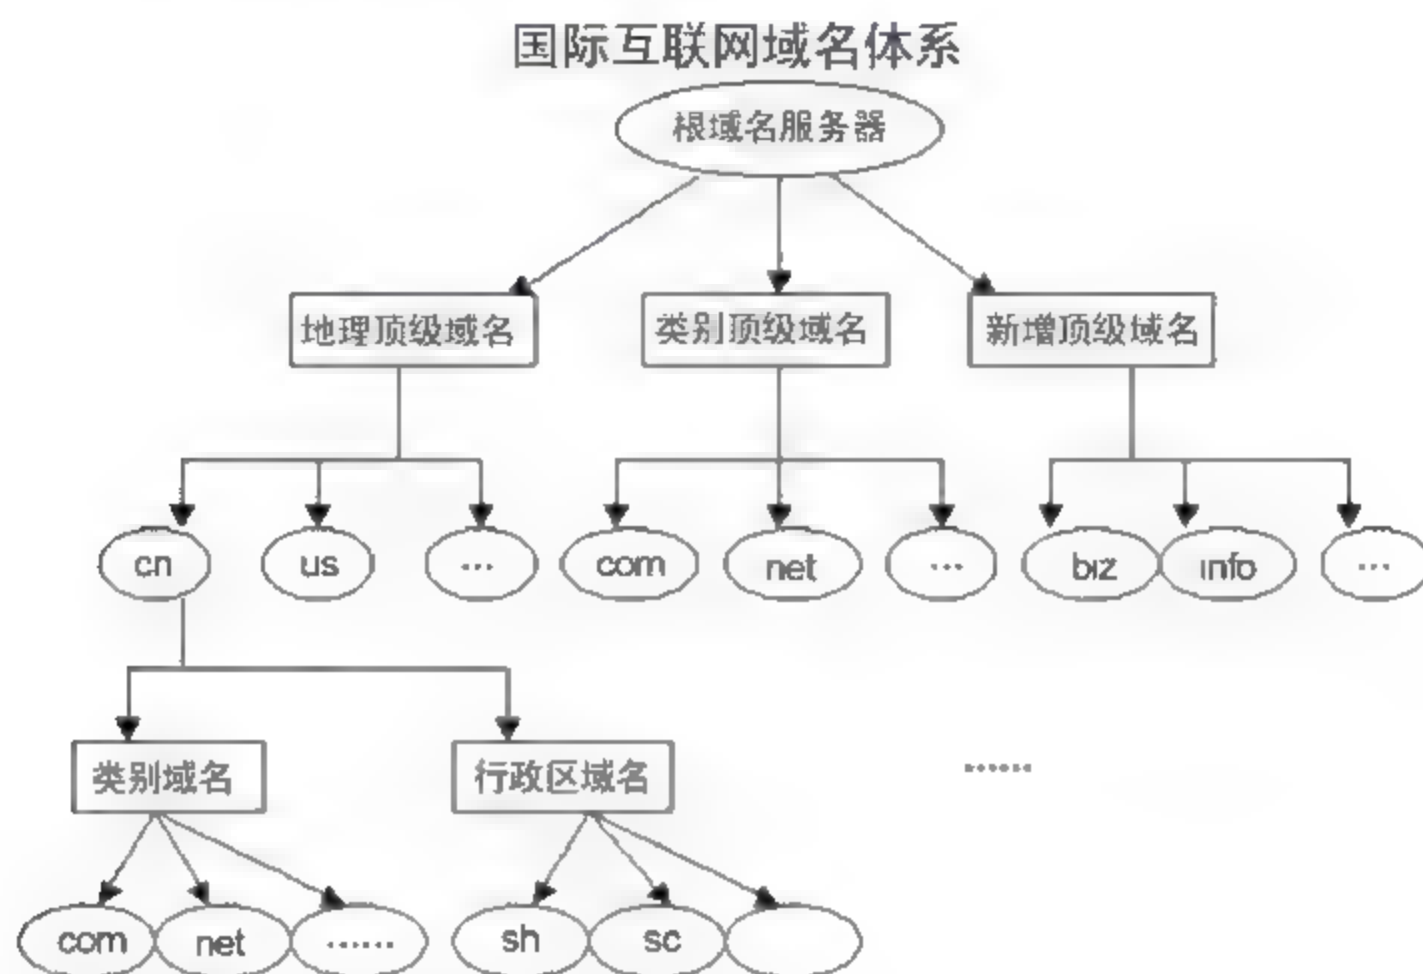 国际互联网域名体系
根域名服务器
地理顶级域名
类别顶级域名
新增顶级域名
cn
us
...
com
net
...
biz
info
...
类别域名
行政区域名
......
com
net
......
sh
sc